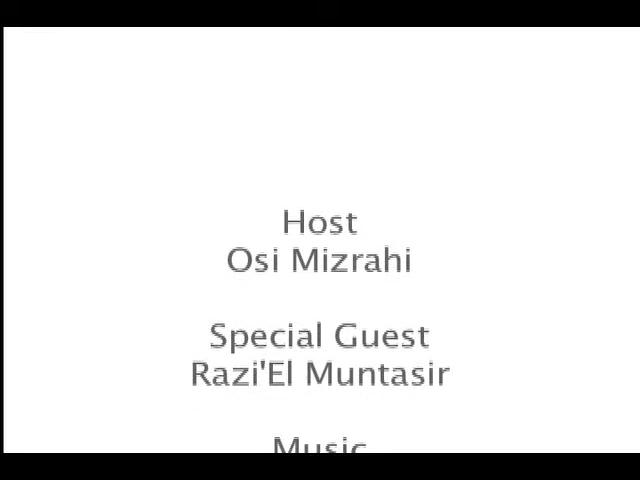 Host
Osi Mizrahi
Special Guest
Razi'El Muntasir
Music